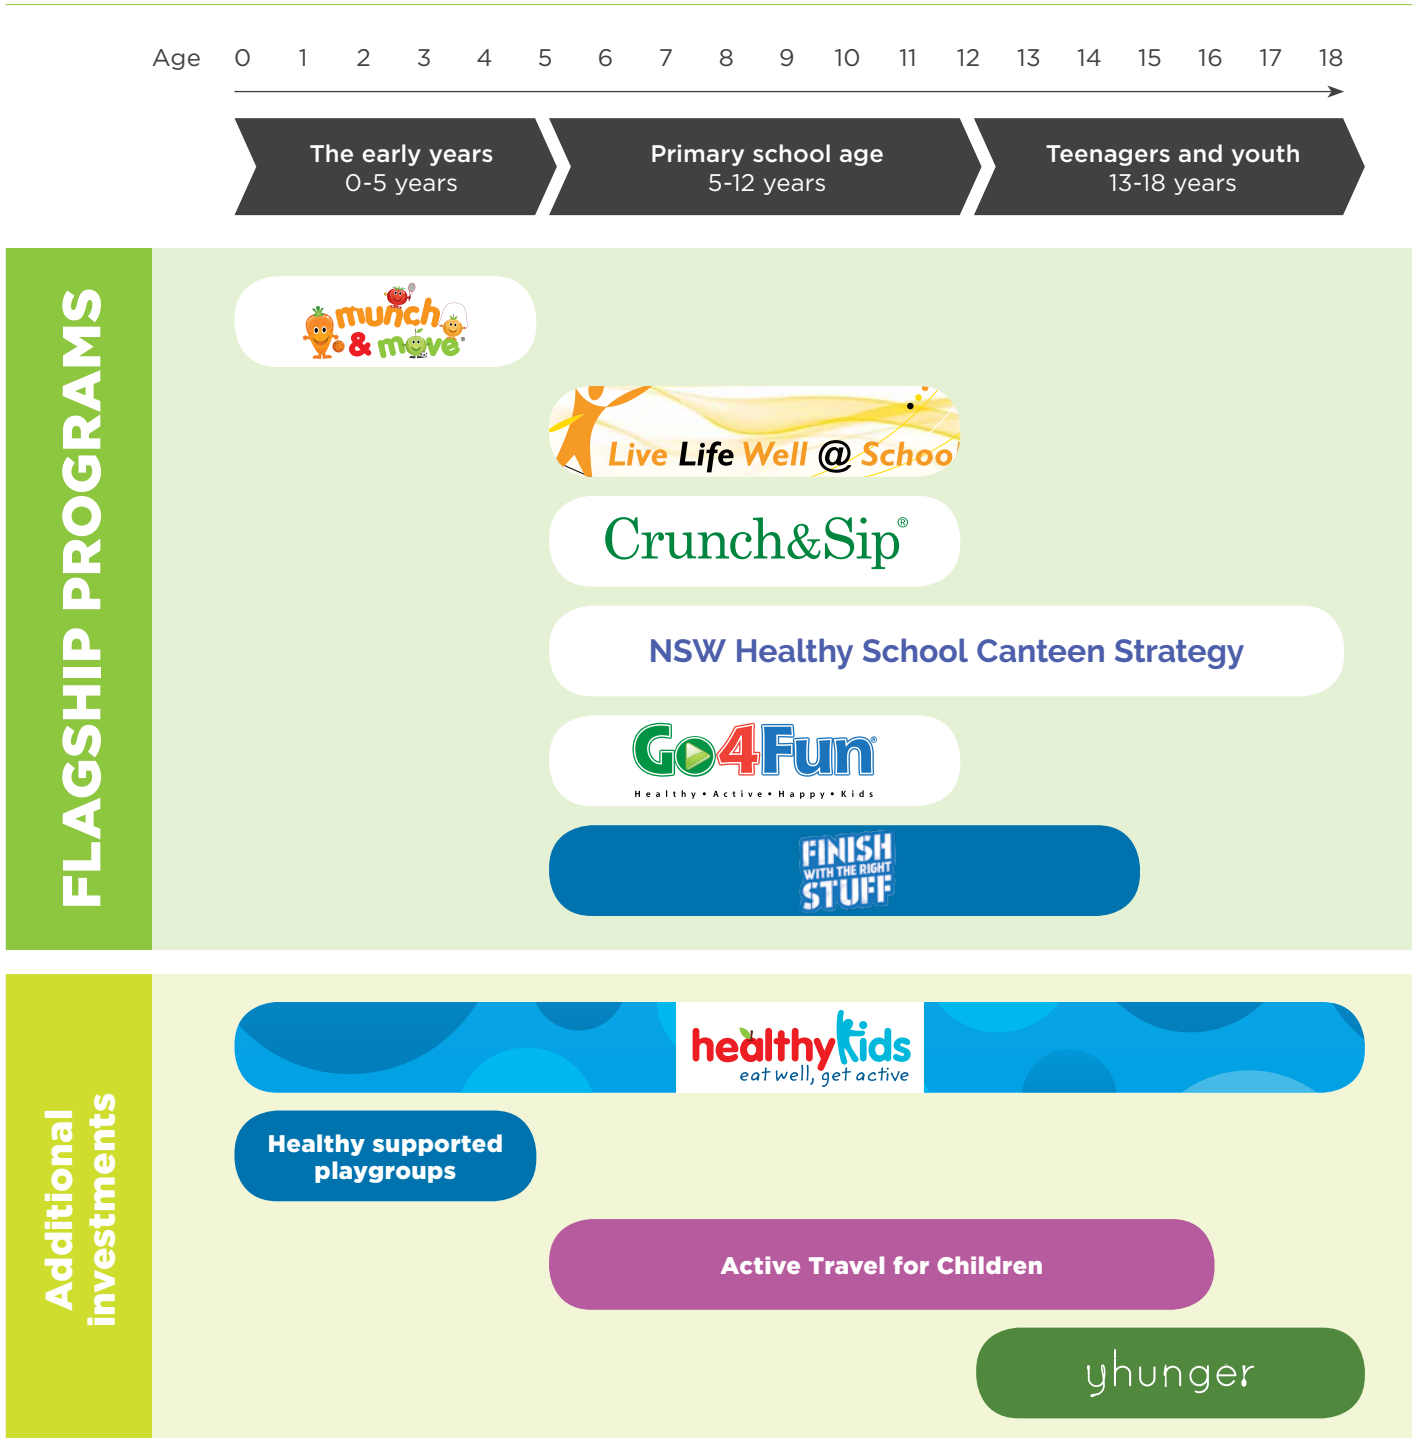 Age 0 1 2 3 4 5 6 7 8 9 10 11 12 13 14 15 16 17 18
The early years
0-5 years
Primary school age
5-12 years
Teenagers and youth
13-18 years
FLAGSHIP PROGRAMS
munch
& move®
Live Life Well @ Schoo
Crunch&Sip®
NSW Healthy School Canteen Strategy
Go4Fun®
Healthy • Active • Happy • Kids
FINISH
WITH THE RIGHT
STUFF
Additional
investments
healthykids
eat well, get active
Healthy supported
playgroups
Active Travel for Children
yhunger